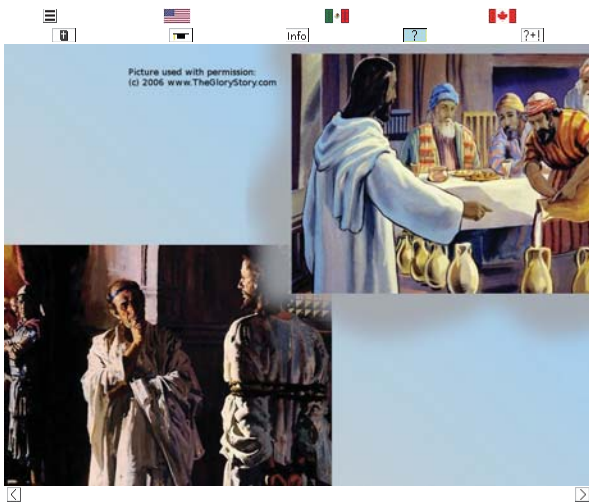 Info
?
?+!
Picture used with permission:
(c) 2006 www.TheGloryStory.com